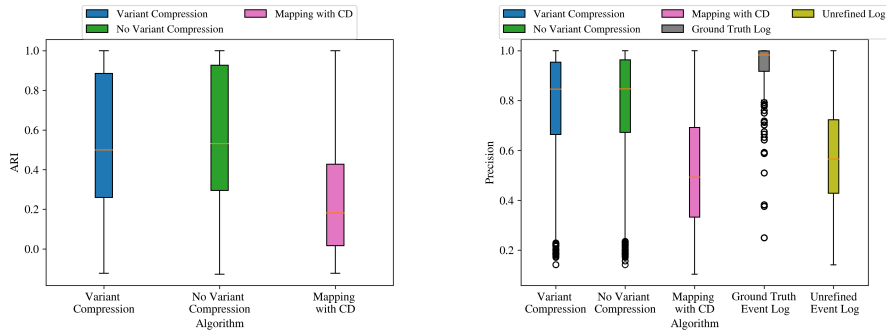 Variant Compression
Mapping with CD
No Variant Compression
1.0
0.8
0.6
0.4
0.2
0.0
ARI
Variant
Compression
No Variant
Compression
Mapping
with CD
Algorithm
Variant Compression
Mapping with CD
Unrefined Log
No Variant Compression
Ground Truth Log
1.0
0.8
0.6
0.4
0.2
Precision
Variant
Compression
No Variant
Compression
Mapping
with CD
Ground Truth
Event Log
Unrefined
Event Log
Algorithm